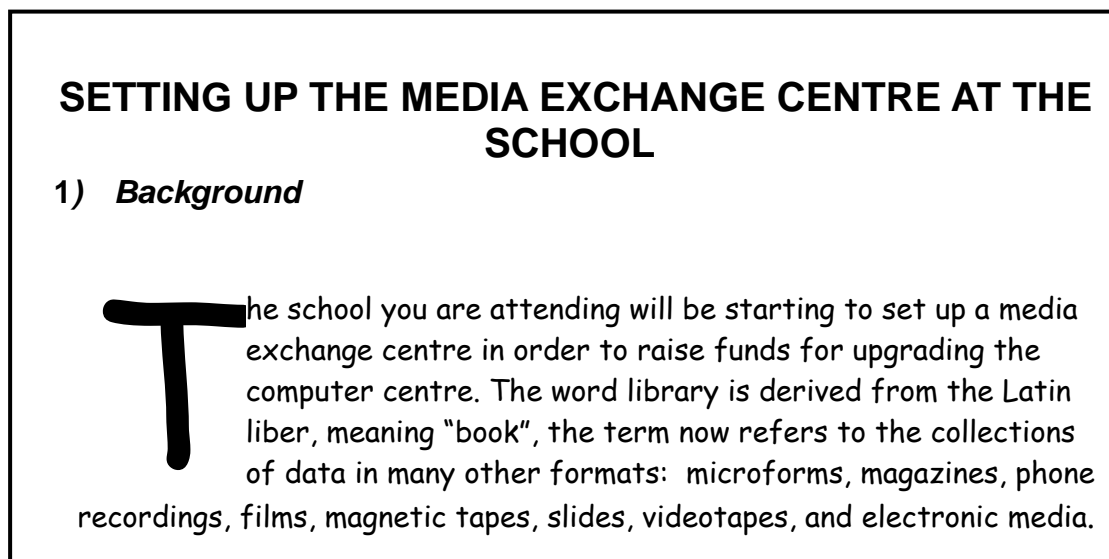 SETTING UP THE MEDIA EXCHANGE CENTRE AT THE
SCHOOL
1) Background
The school you are attending will be starting to set up a media
exchange centre in order to raise funds for upgrading the
computer centre. The word library is derived from the Latin
liber, meaning “book”, the term now refers to the collections
of data in many other formats: microforms, magazines, phone
recordings, films, magnetic tapes, slides, videotapes, and electronic media.